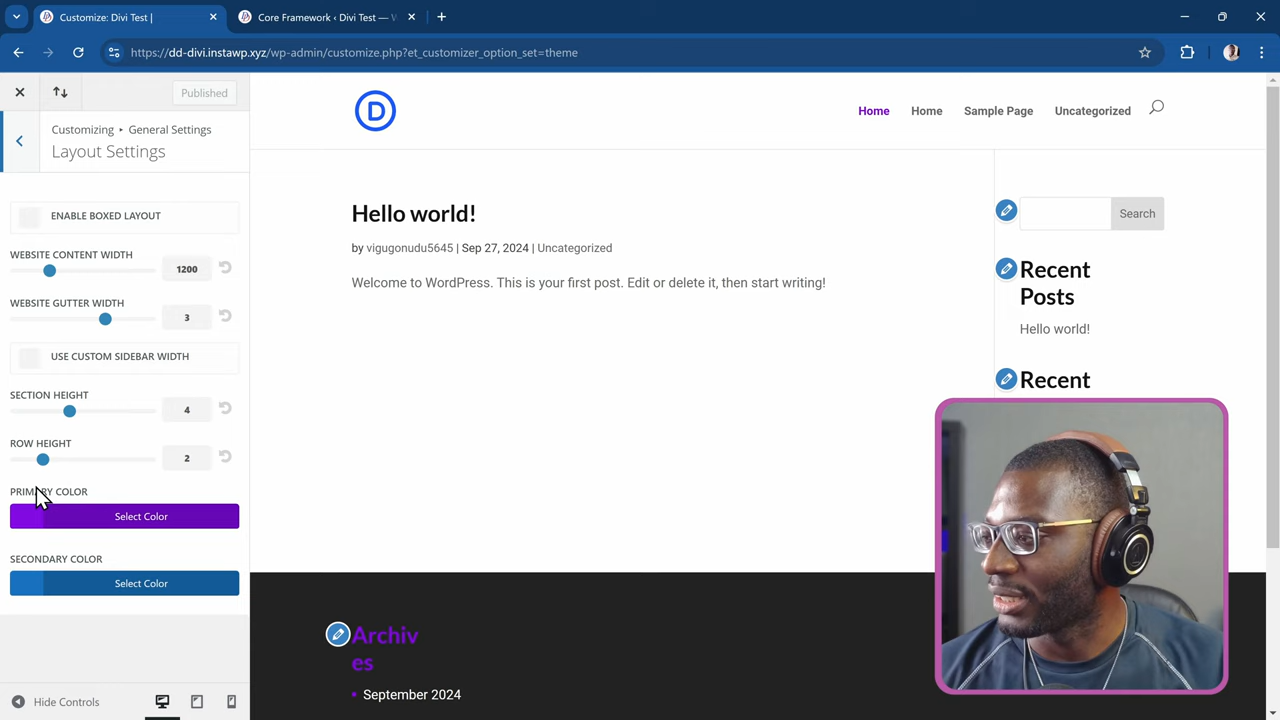 Customize: Divi Test |
Core Framework ‹ Divi Test — W
https://dd-divi.instawp.xyz/wp-admin/customize.php?et_customizer_option_set=theme
Published
Customizing ▸ General Settings
Layout Settings
ENABLE BOXED LAYOUT
WEBSITE CONTENT WIDTH
1200
WEBSITE GUTTER WIDTH
3
USE CUSTOM SIDEBAR WIDTH
SECTION HEIGHT
4
ROW HEIGHT
2
PRIMARY COLOR
Select Color
SECONDARY COLOR
Select Color
Hide Controls
D
Home
Home
Sample Page
Uncategorized
Hello world!
by vigugonudu5645 | Sep 27, 2024 | Uncategorized
Welcome to WordPress. This is your first post. Edit or delete it, then start writing!
Search
Recent
Posts
Hello world!
Recent
Archiv
es
September 2024